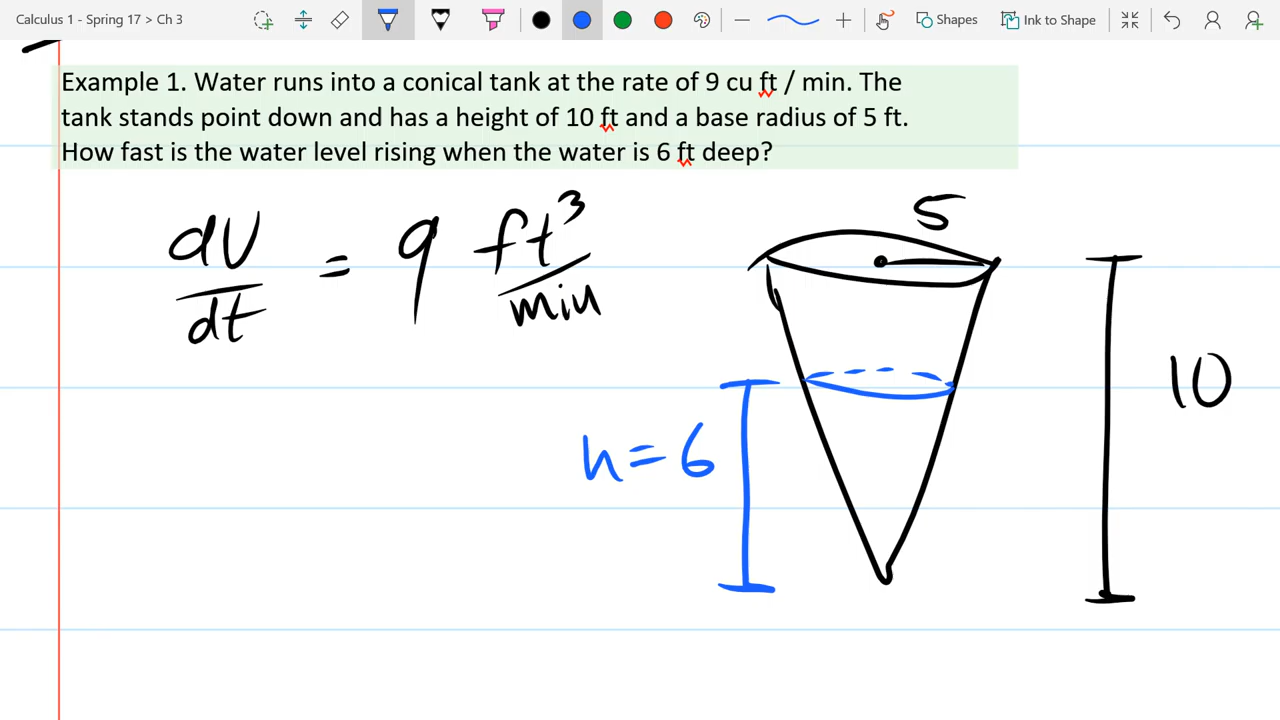 Calculus 1 - Spring 17 > Ch 3
Shapes
Ink to Shape
Example 1. Water runs into a conical tank at the rate of 9 cu ft / min. The
tank stands point down and has a height of 10 ft and a base radius of 5 ft.
How fast is the water level rising when the water is 6 ft deep?
dV/dt = 9 ft³/min
5
10
h=6